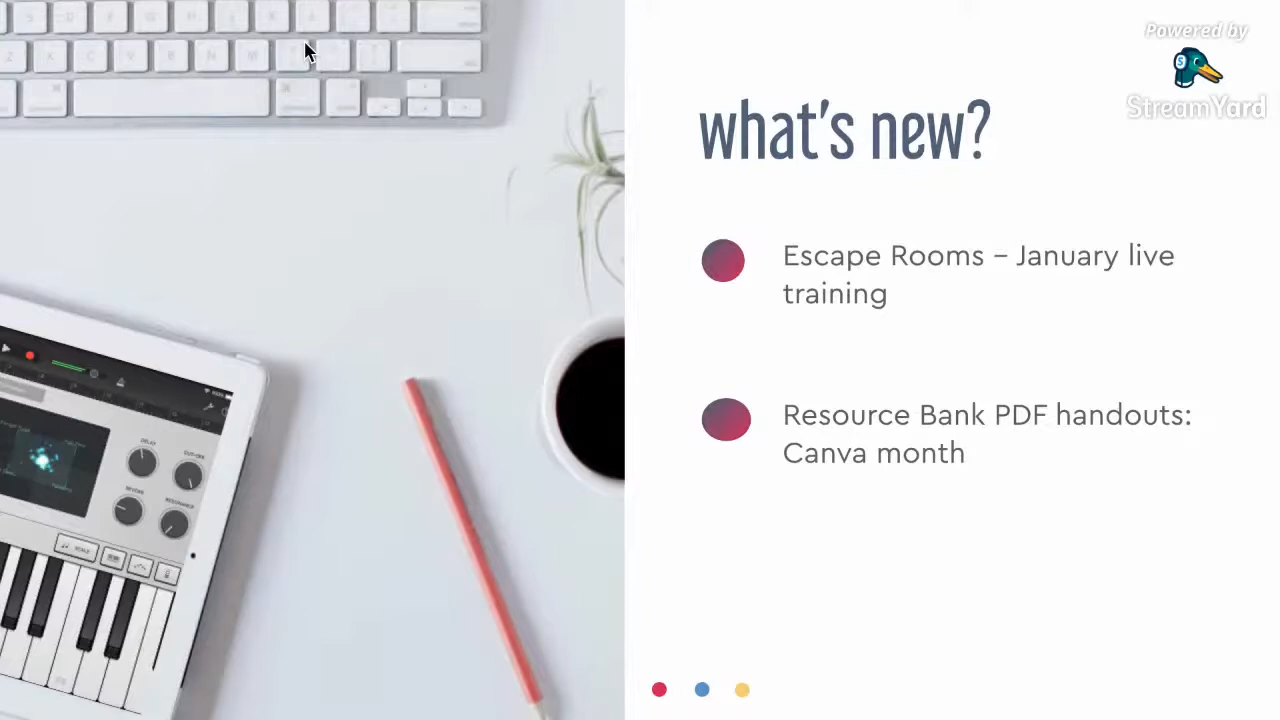 Powered by
StreamYard
what's new?
Escape Rooms – January live
training
Resource Bank PDF handouts:
Canva month